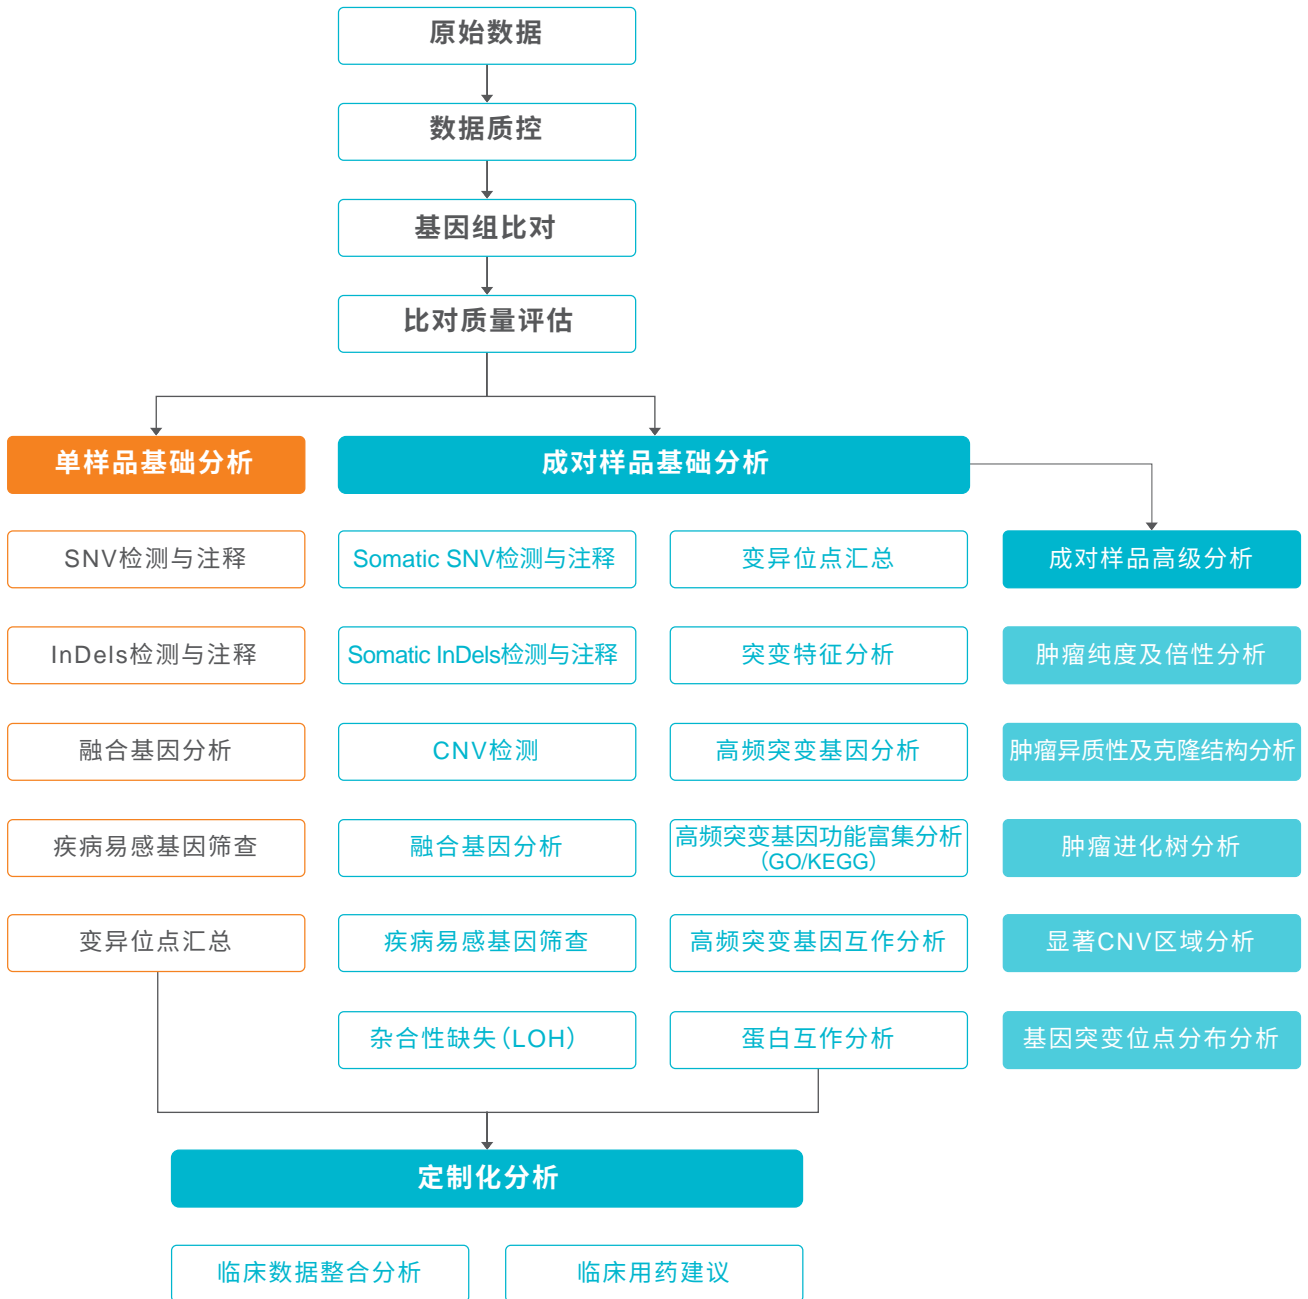 原始数据
数据质控
基因组比对
比对质量评估
单样品基础分析
成对样品基础分析
SNV检测与注释
Somatic SNV检测与注释
变异位点汇总
成对样品高级分析
InDels检测与注释
Somatic InDels检测与注释
突变特征分析
肿瘤纯度及倍性分析
融合基因分析
CNV检测
高频突变基因分析
肿瘤异质性及克隆结构分析
疾病易感基因筛查
融合基因分析
高频突变基因功能富集分析
（GO/KEGG）
肿瘤进化树分析
变异位点汇总
疾病易感基因筛查
高频突变基因互作分析
显著CNV区域分析
杂合性缺失（LOH）
蛋白互作分析
基因突变位点分布分析
定制化分析
临床数据整合分析
临床用药建议